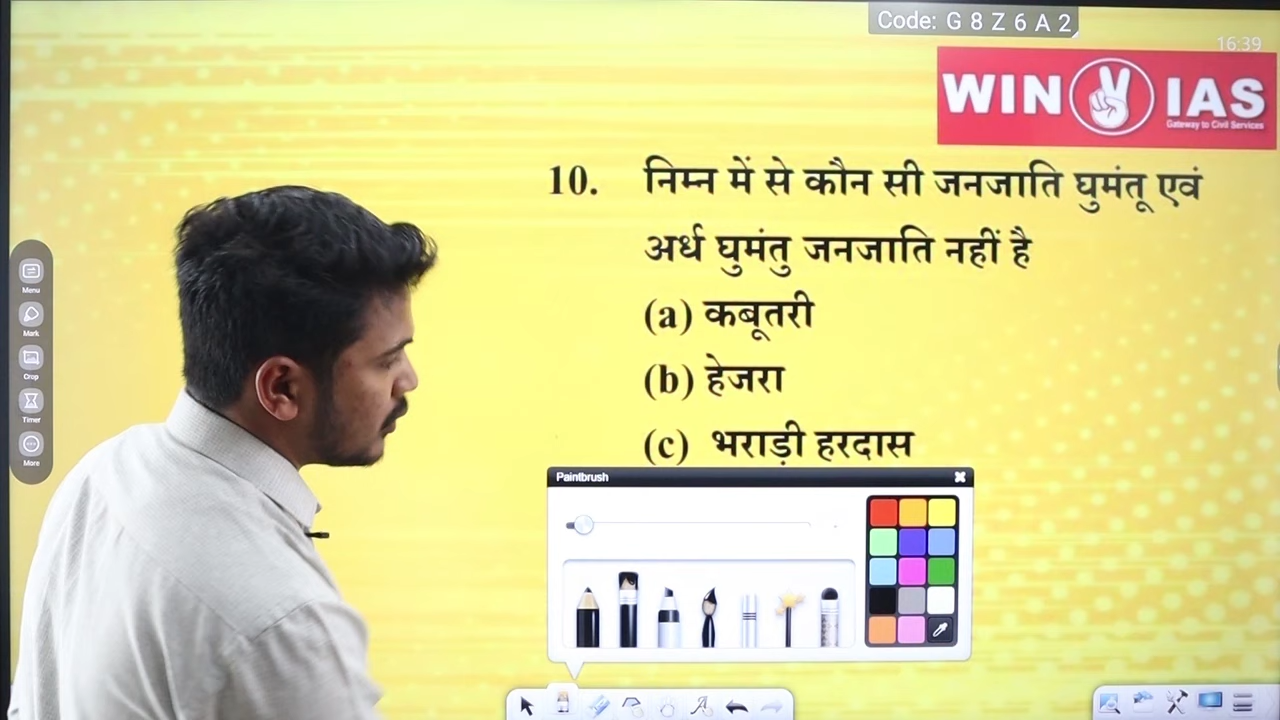 Code: G 8 Z 6 A 2
16:39
WIN IAS
Gateway to Civil Services
10. निम्न में से कौन सी जनजाति घुमंतू एवं
अर्ध घुमंतु जनजाति नहीं है
(a) कबूतरी
(b) हेजरा
(c) भराड़ी हरदास
Paintbrush
Menu
Mark
Crop
Timer
More